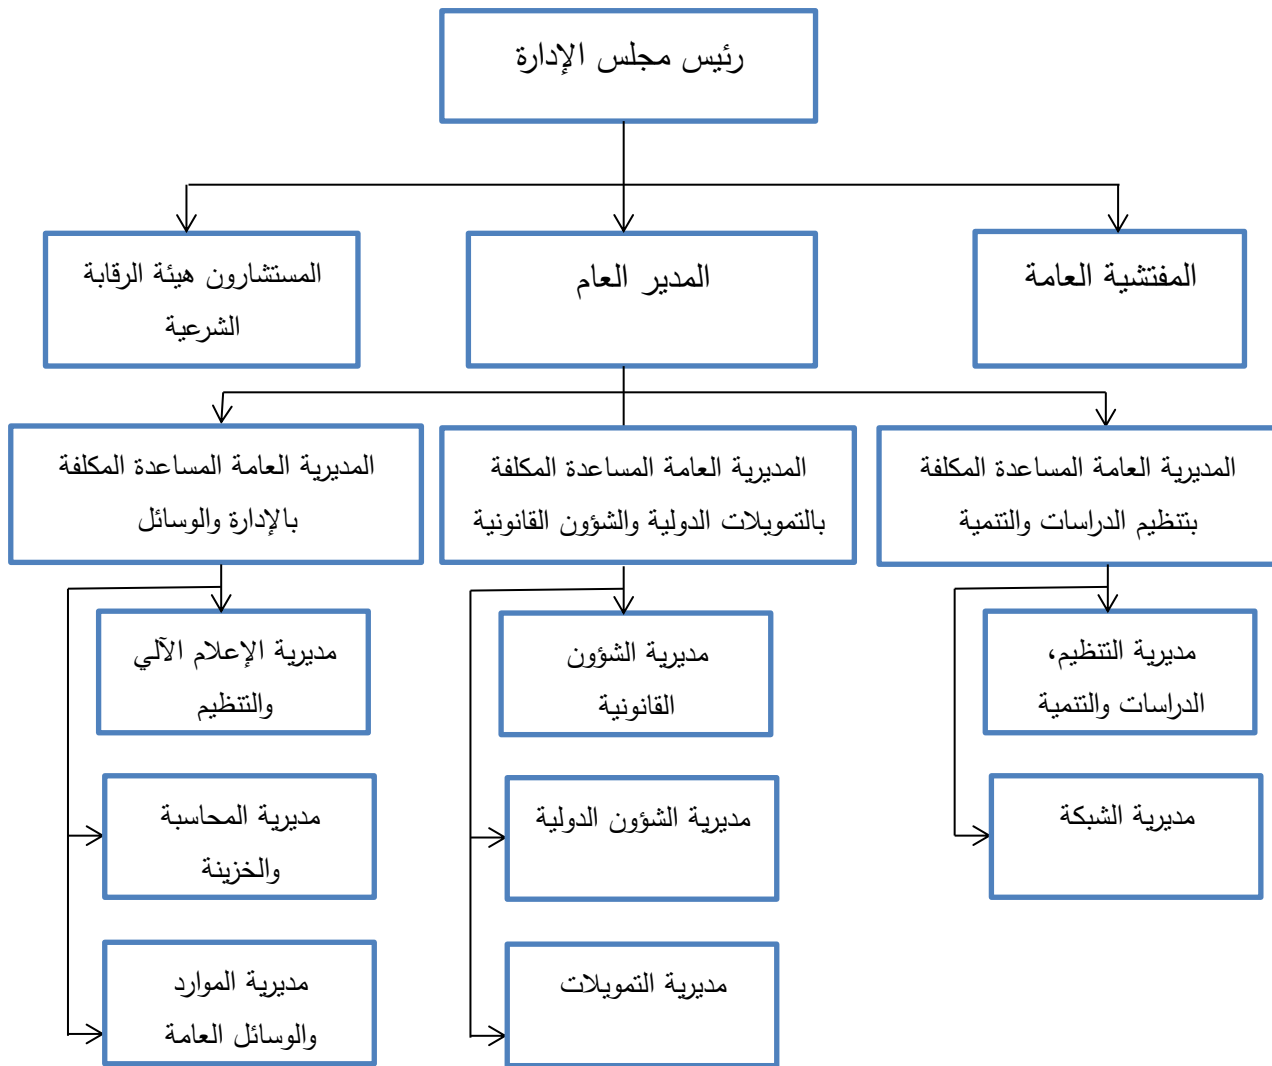 رئيس مجلس الإدارة
المفتشية العامة
المدير العام
المستشارون هيئة الرقابة
الشرعية
المديرية العامة المساعدة المكلفة
بتنظيم الدراسات والتنمية
المديرية العامة المساعدة المكلفة
بالتمويلات الدولية والشؤون القانونية
المديرية العامة المساعدة المكلفة
بالإدارة والوسائل
مديرية التنظيم،
الدراسات والتنمية
مديرية الشؤون
القانونية
مديرية الإعلام الآلي
والتنظيم
مديرية الشبكة
مديرية الشؤون الدولية
مديرية المحاسبة
والخزينة
مديرية التمويلات
مديرية الموارد
والوسائل العامة